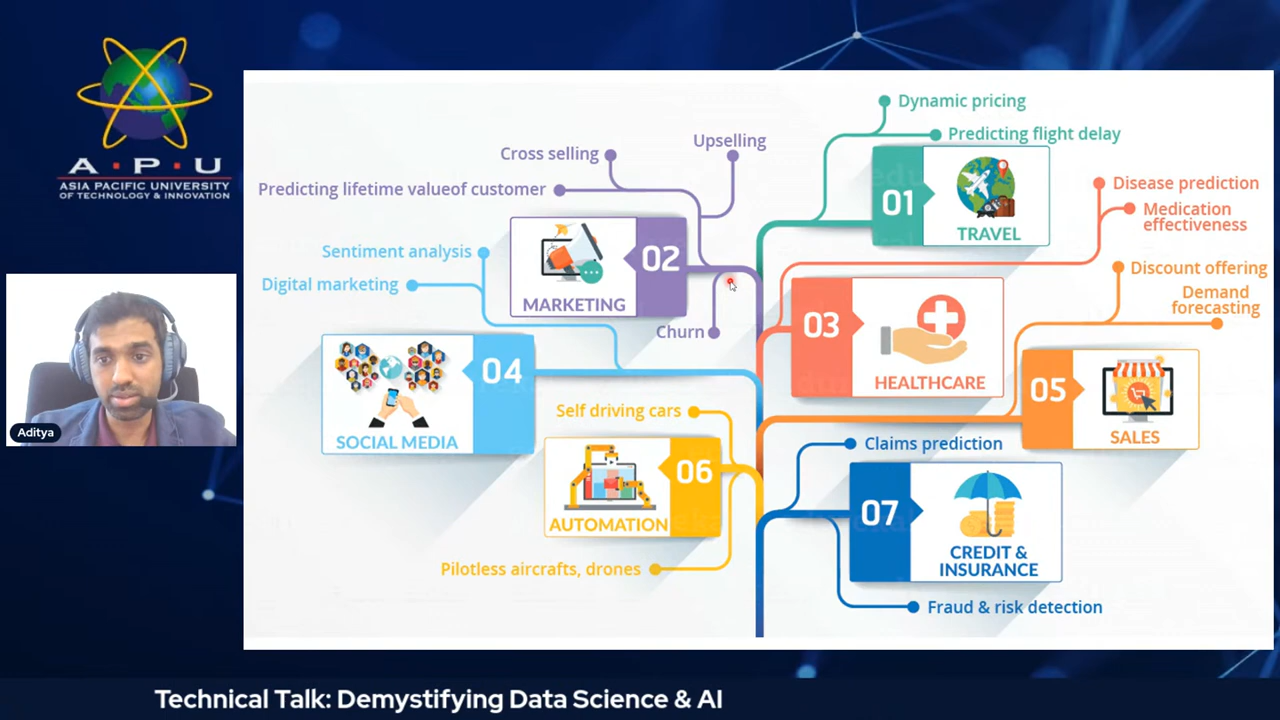 A · P · U
ASIA PACIFIC UNIVERSITY
OF TECHNOLOGY & INNOVATION
Aditya
Dynamic pricing
Predicting flight delay
01
TRAVEL
Upselling
Cross selling
Predicting lifetime valueof customer
02
MARKETING
Churn
Disease prediction
Medication
effectiveness
03
HEALTHCARE
Sentiment analysis
Digital marketing
04
SOCIAL MEDIA
Discount offering
Demand
forecasting
05
SALES
Self driving cars
06
AUTOMATION
Pilotless aircrafts, drones
Claims prediction
07
CREDIT &
INSURANCE
Fraud & risk detection
Technical Talk: Demystifying Data Science & AI